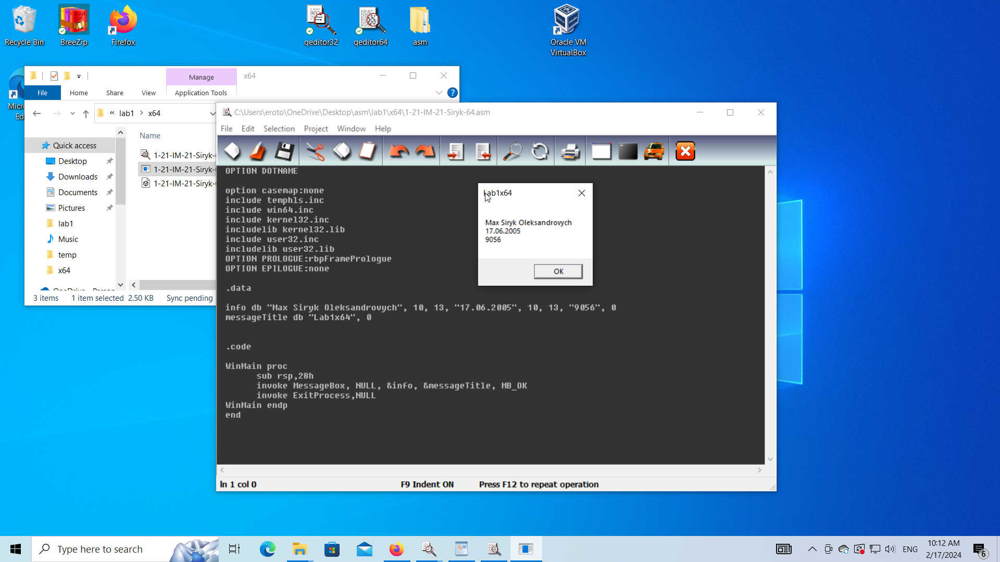 Recycle Bin
BreeZip
Firefox
qeditor32
qeditor64
asm
Oracle VM
VirtualBox
Manage
x64
File
Home
Share
View
Application Tools
lab1
x64
Name
Quick access
Desktop
Downloads
Documents
Pictures
lab1
Music
temp
x64
1-21-IM-21-Siryk-
1-21-IM-21-Siryk-
1-21-IM-21-Siryk-
3 items
1 item selected 2.50 KB
Sync pending
C:\Users\eroto\OneDrive\Desktop\asm\lab1\x64\1-21-IM-21-Siryk-64.asm
File Edit Selection Project Window Help
OPTION DOTNAME
option casemap:none
include temphls.inc
include win64.inc
include kernel32.inc
includelib kernel32.lib
include user32.inc
includelib user32.lib
OPTION PROLOGUE:rbpFramePrologue
OPTION EPILOGUE:none
.data
info db "Max Siryk Oleksandrovych", 10, 13, "17.06.2005", 10, 13, "9056", 0
messageTitle db "Lab1x64", 0
.code
WinMain proc
sub rsp,28h
invoke MessageBox, NULL, &info, &messageTitle, MB_OK
invoke ExitProcess,NULL
WinMain endp
end
Lab1x64
Max Siryk Oleksandrovych
17.06.2005
9056
OK
ln 1 col 0
F9 Indent ON
Press F12 to repeat operation
Type here to search
ENG
10:12 AM
2/17/2024
6